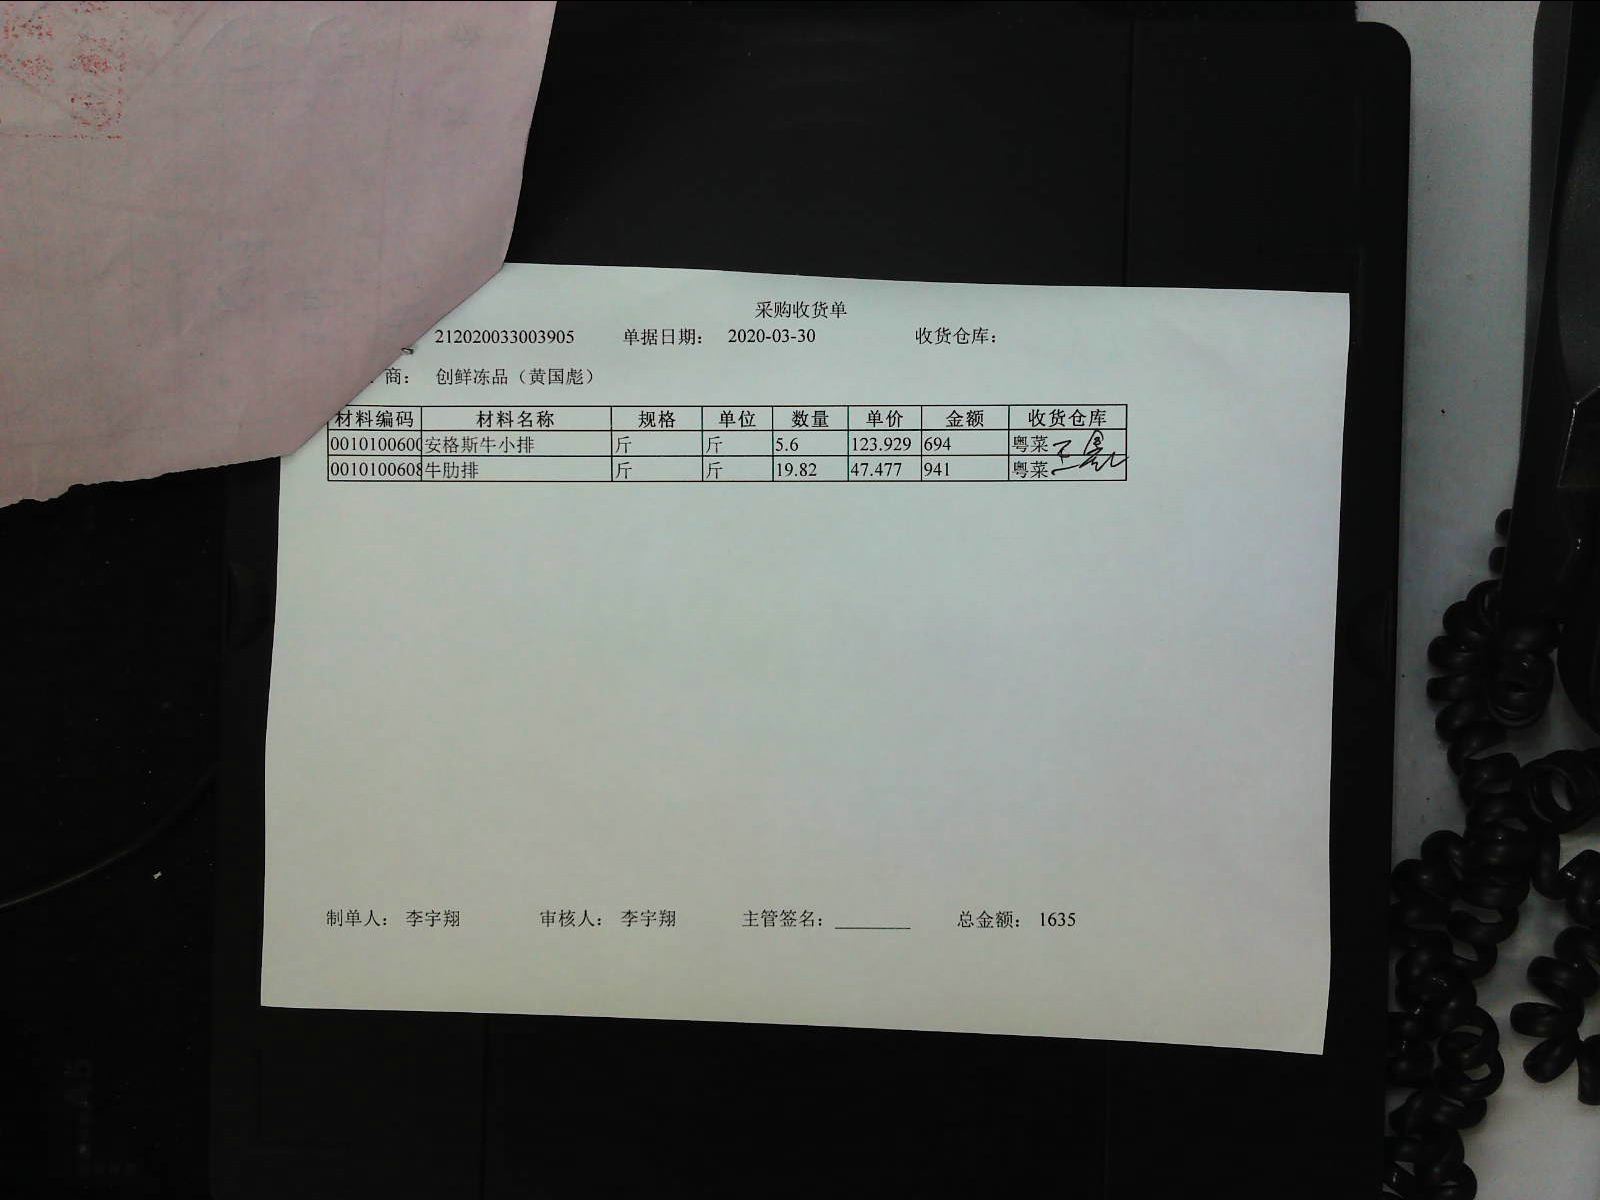 采购收货单
212020033003905 单据日期： 2020-03-30 收货仓库：
商： 创鲜冻品（黄国彪）
材料编码 材料名称 规格 单位 数量 单价 金额 收货仓库
0010100600 安格斯牛小排 斤 斤 5.6 123.929 694 粤菜
0010100608 牛肋排 斤 斤 19.82 47.477 941 粤菜
制单人： 李宇翔 审核人： 李宇翔 主管签名：________ 总金额： 1635